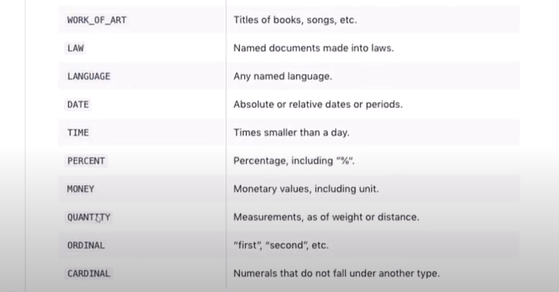 WORK_OF_ART Titles of books, songs, etc.
LAW Named documents made into laws.
LANGUAGE Any named language.
DATE Absolute or relative dates or periods.
TIME Times smaller than a day.
PERCENT Percentage, including "%".
MONEY Monetary values, including unit.
QUANTITY Measurements, as of weight or distance.
ORDINAL "first", "second", etc.
CARDINAL Numerals that do not fall under another type.